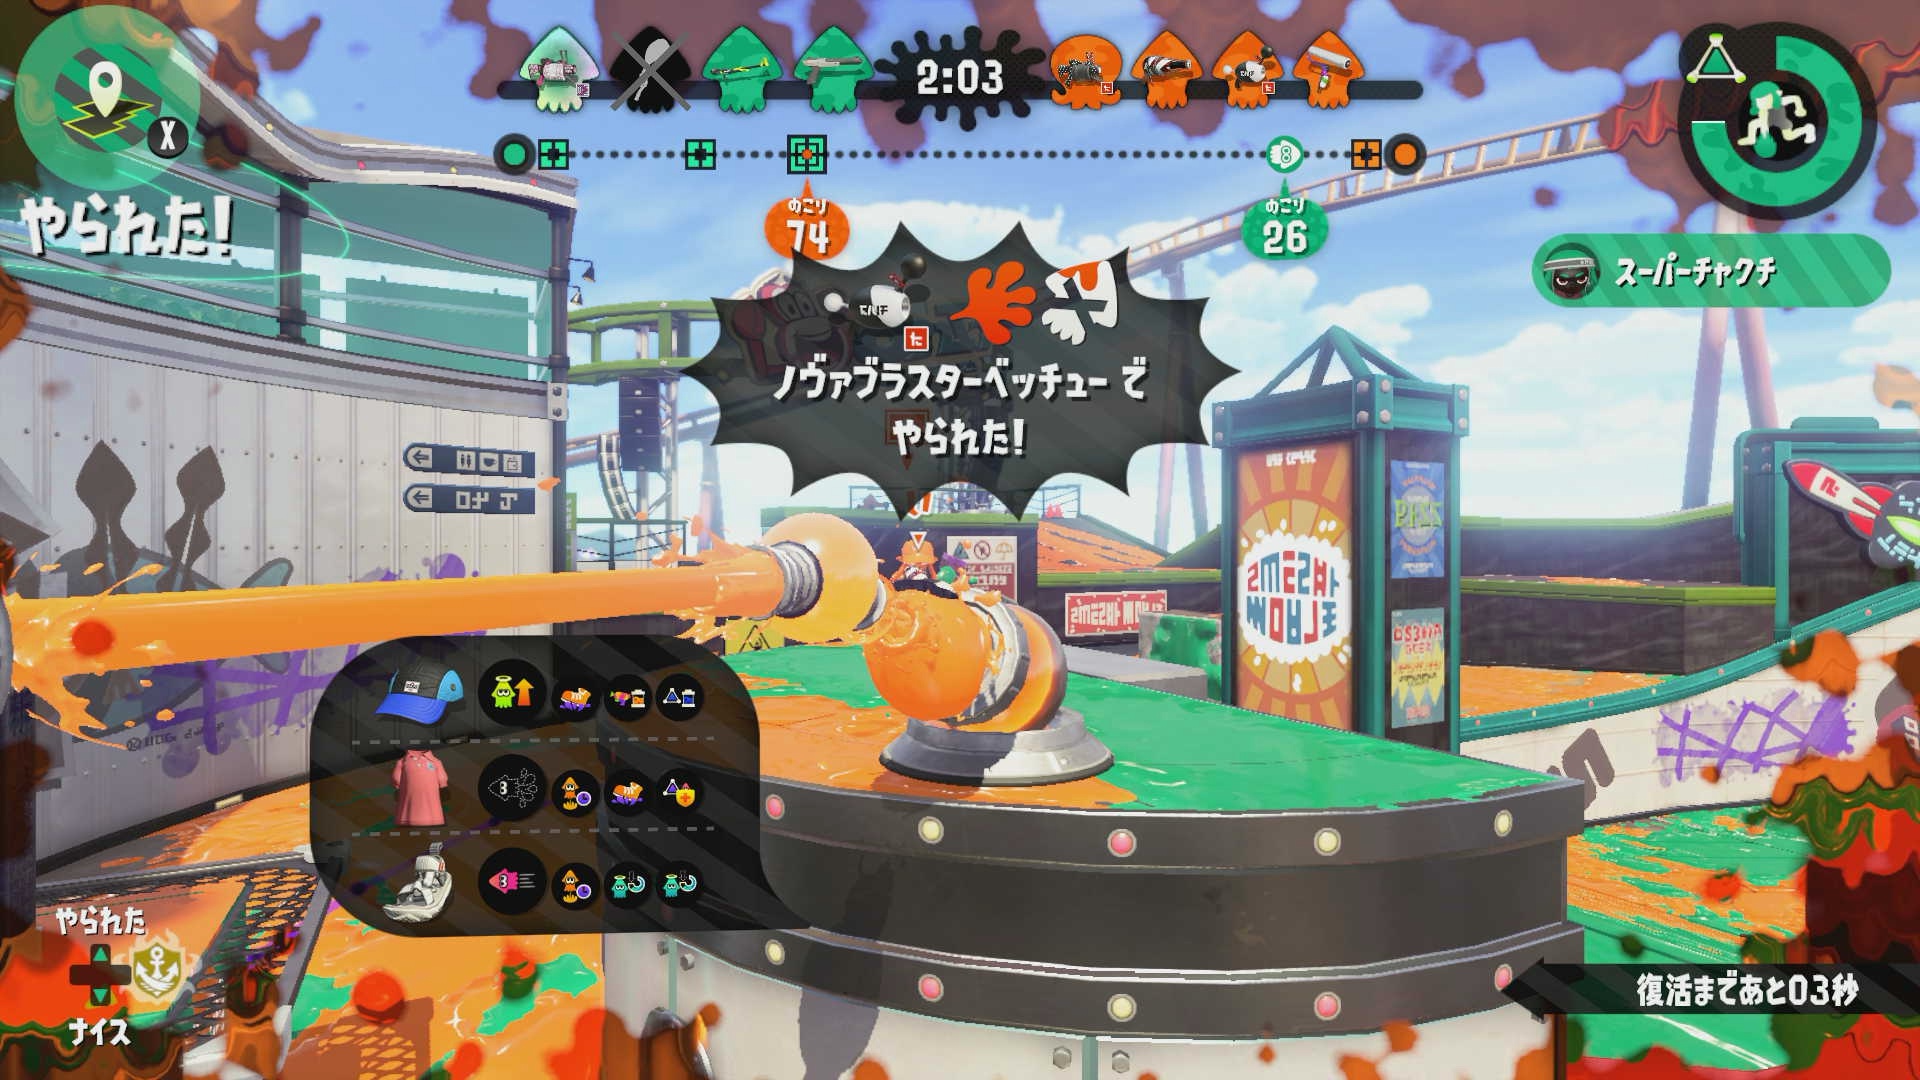 2:03
X
やられた!
のこり
74
のこり
26
スーパーチャクチ
ノヴァブラスターベッチューで
やられた!
た
やられた
ナイス
復活まであと03秒